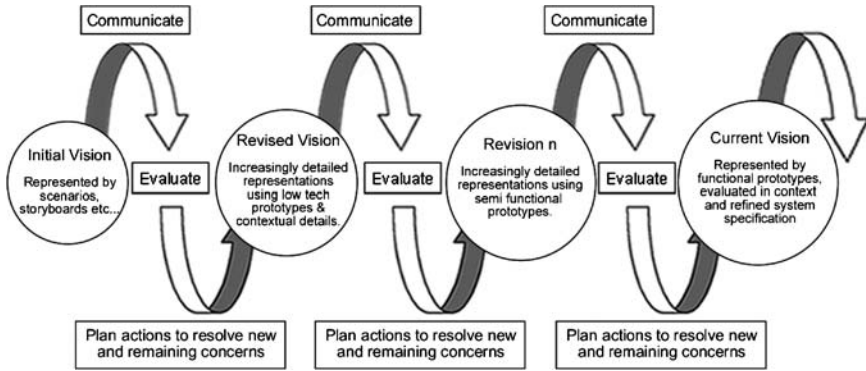 Communicate
Communicate
Communicate
Initial Vision
Represented by
scenarios,
storyboards etc...
Evaluate
Revised Vision
Increasingly detailed
representations
using low tech
prototypes &
contextual details.
Evaluate
Revision n
Increasingly detailed
representations using
semi functional
prototypes.
Evaluate
Current Vision
Represented by
functional prototypes,
evaluated in context
and refined system
specification
Plan actions to resolve new
and remaining concerns
Plan actions to resolve new
and remaining concerns
Plan actions to resolve new
and remaining concerns